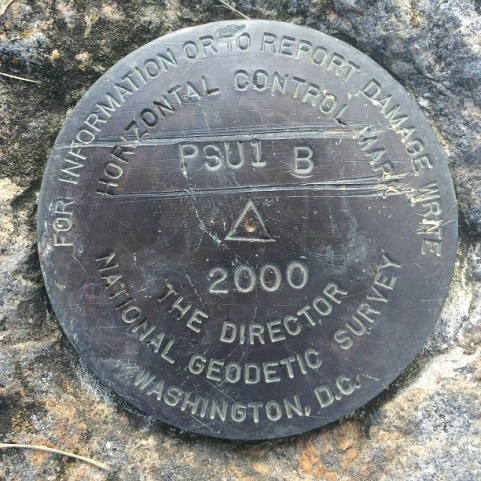 FOR INFORMATION OR TO REPORT DAMAGE WRITE
HORIZONTAL CONTROL MARK
PSU1 B
2000
THE DIRECTOR
NATIONAL GEODETIC SURVEY
WASHINGTON, D.C.